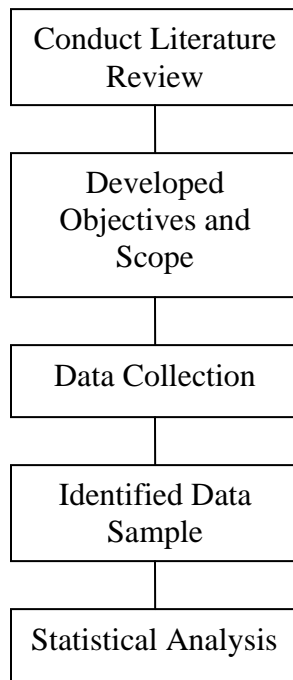 Conduct Literature
Review
Developed
Objectives and
Scope
Data Collection
Identified Data
Sample
Statistical Analysis